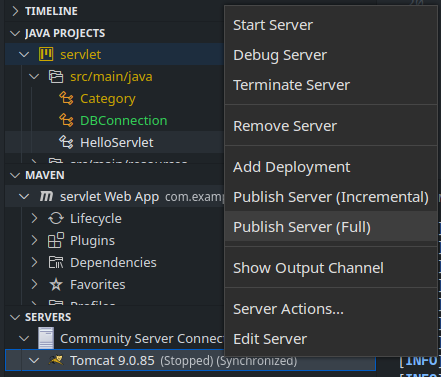 TIMELINE
JAVA PROJECTS
servlet
src/main/java
Category
DBConnection
HelloServlet
src/main/resources
MAVEN
servlet Web App com.examp
Lifecycle
Plugins
Dependencies
Favorites
Profiles
SERVERS
Community Server Connec
Tomcat 9.0.85 (Stopped) (Synchronized)
Start Server
Debug Server
Terminate Server
Remove Server
Add Deployment
Publish Server (Incremental)
Publish Server (Full)
Show Output Channel
Server Actions...
Edit Server
[INFO]